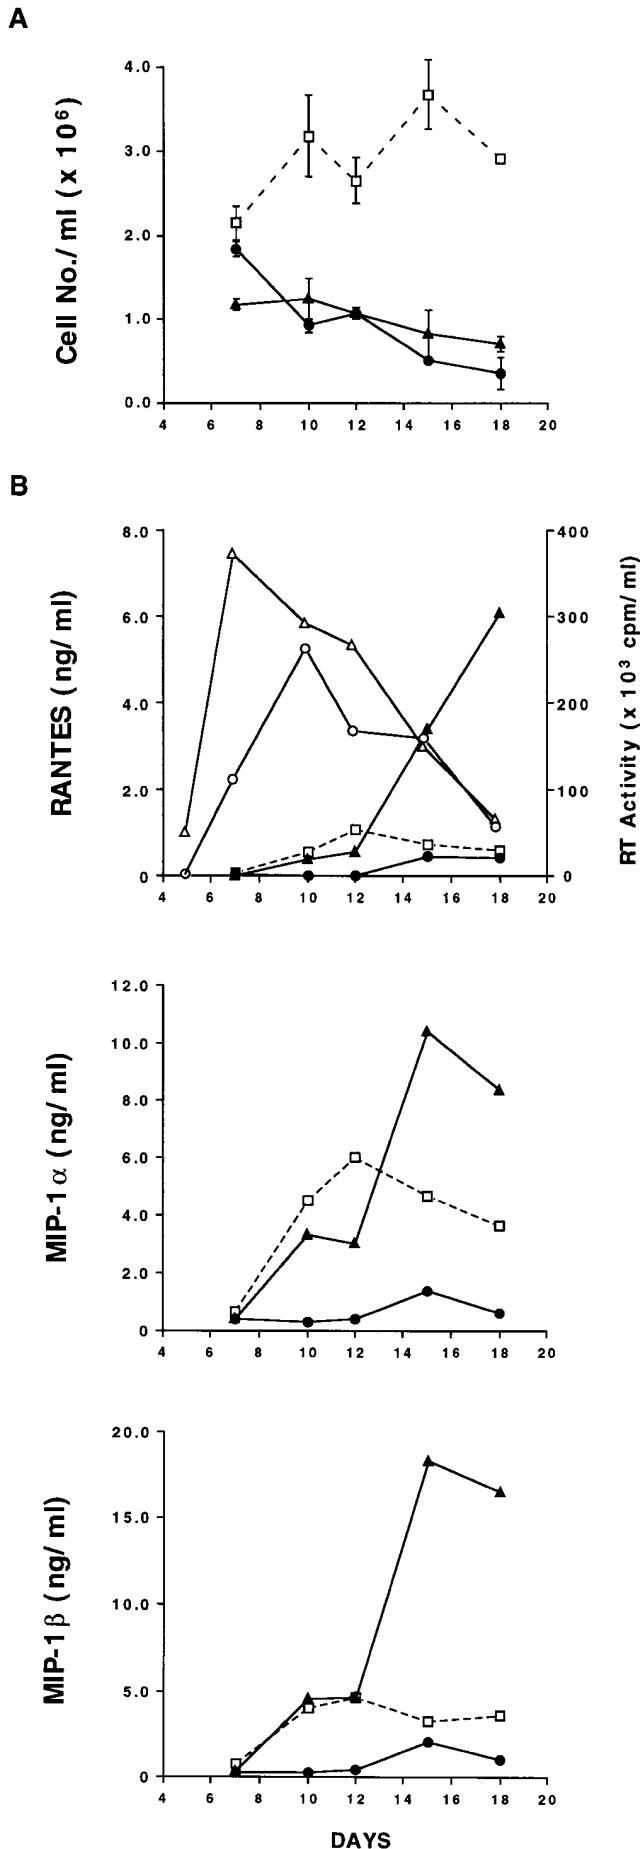 A
Cell No./ ml ( x 10⁶)
4.0
3.0
2.0
1.0
0.0
4 6 8 10 12 14 16 18 20
B
RANTES ( ng/ ml)
8.0
6.0
4.0
2.0
0
RT Activity ( x 10³ cpm/ ml)
400
300
200
100
0
4 6 8 10 12 14 16 18 20
MIP-1α ( ng/ ml)
12.0
10.0
8.0
6.0
4.0
2.0
0
4 6 8 10 12 14 16 18 20
MIP-1β ( ng/ ml)
20.0
15.0
10.0
5.0
0
4 6 8 10 12 14 16 18 20
DAYS